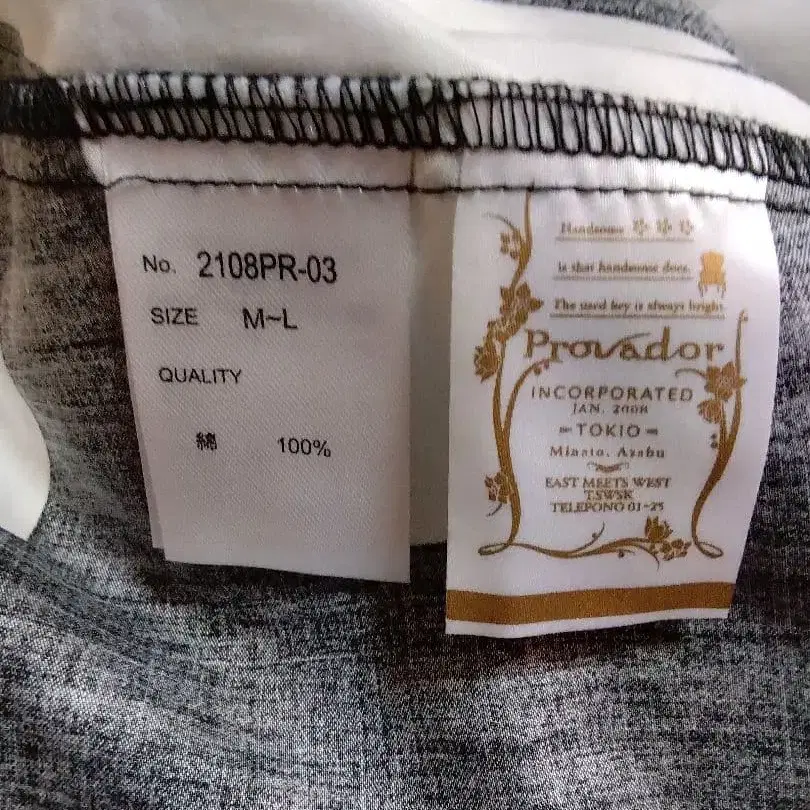 No. 2108PR-03
SIZE M~L
QUALITY
綿 100%
Handsome
is that handsome does.
The used key is always bright.
Provador
INCORPORATED
JAN. 2008
TOKIO
Minato. Azabu
EAST MEETS WEST
T.SWSK
TELEPONO 01-25